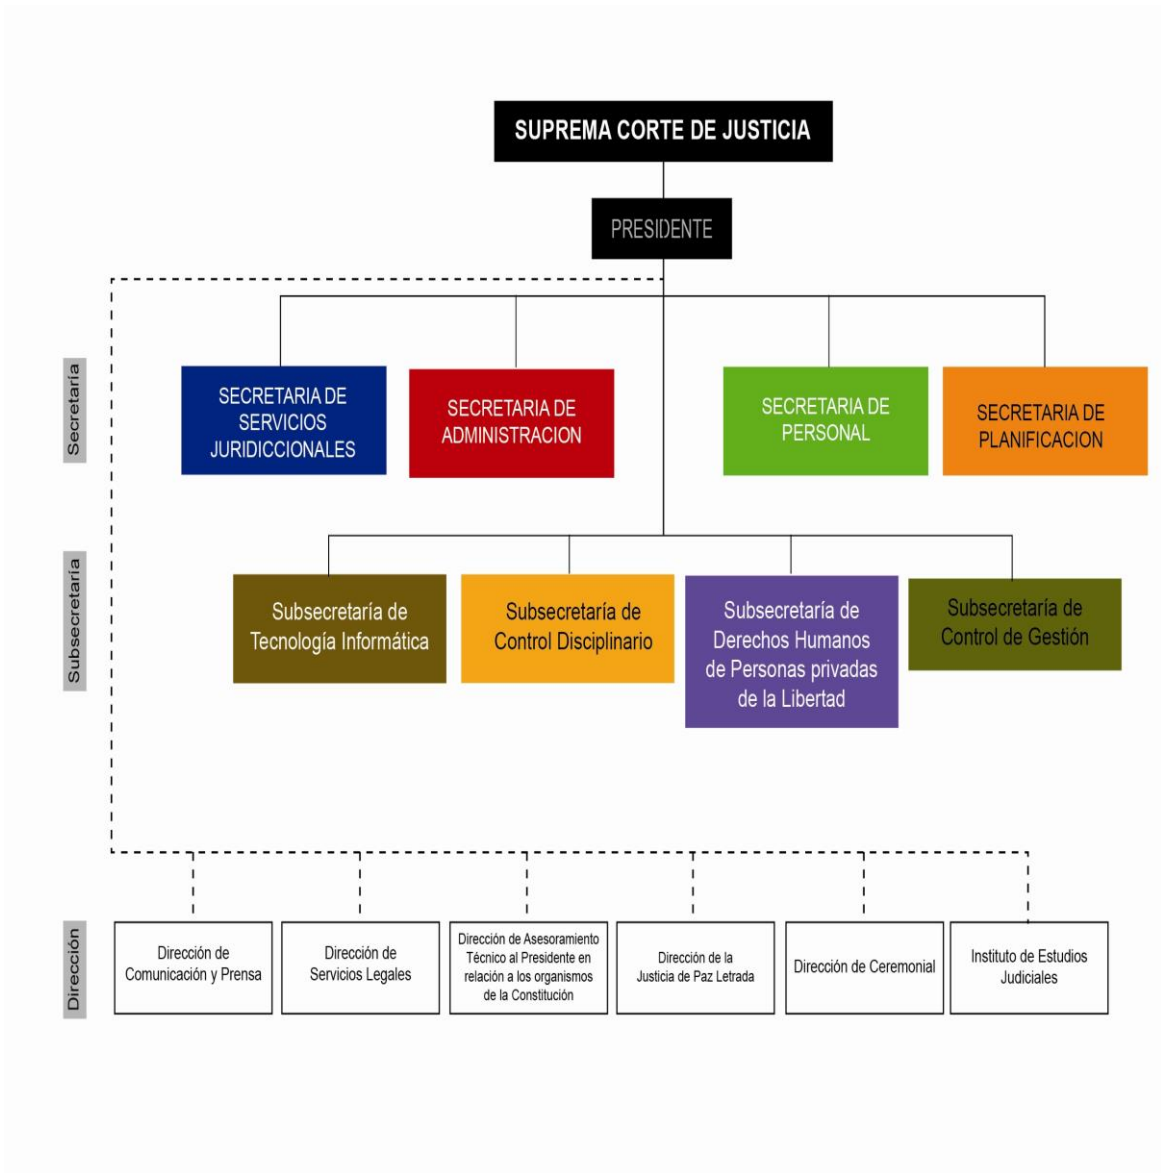 SUPREMA CORTE DE JUSTICIA
PRESIDENTE
Secretaría
SECRETARIA DE
SERVICIOS
JURIDICCIONALES
SECRETARIA DE
ADMINISTRACION
SECRETARIA DE
PERSONAL
SECRETARIA DE
PLANIFICACION
Subsecretaría
Subsecretaría de
Tecnología Informática
Subsecretaría de
Control Disciplinario
Subsecretaría de
Derechos Humanos
de Personas privadas
de la Libertad
Subsecretaría de
Control de Gestión
Dirección
Dirección de
Comunicación y Prensa
Dirección de
Servicios Legales
Dirección de Asesoramiento
Técnico al Presidente en
relación a los organismos
de la Constitución
Dirección de la
Justicia de Paz Letrada
Dirección de Ceremonial
Instituto de Estudios
Judiciales